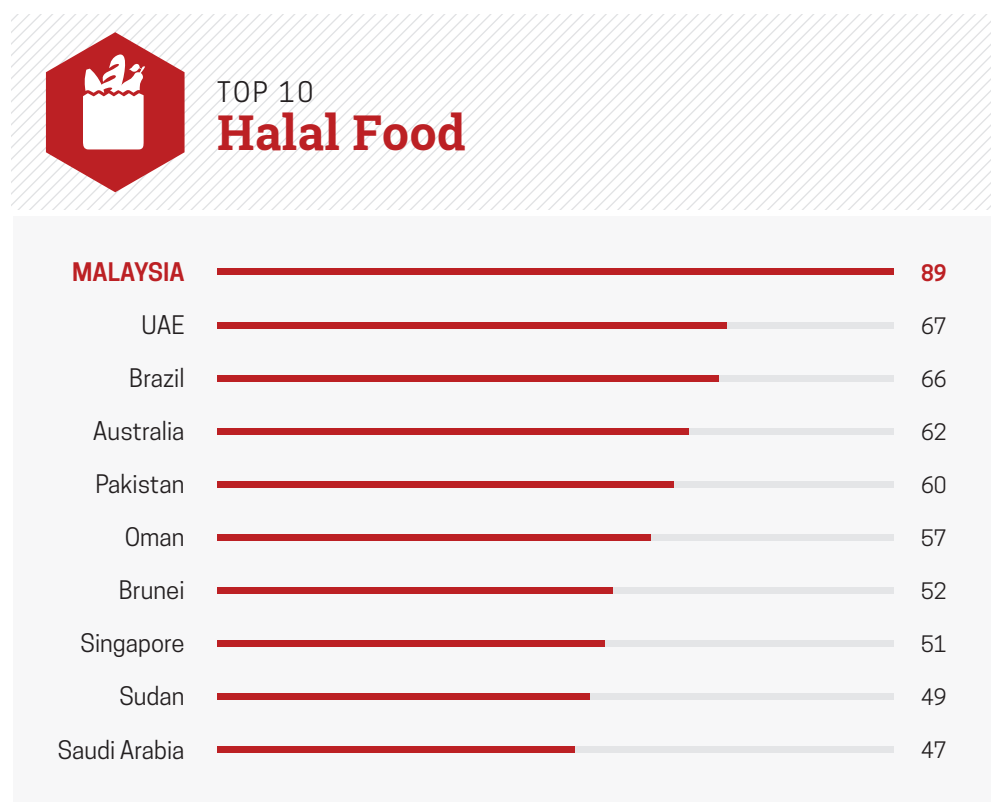 TOP 10
Halal Food
MALAYSIA 89
UAE 67
Brazil 66
Australia 62
Pakistan 60
Oman 57
Brunei 52
Singapore 51
Sudan 49
Saudi Arabia 47